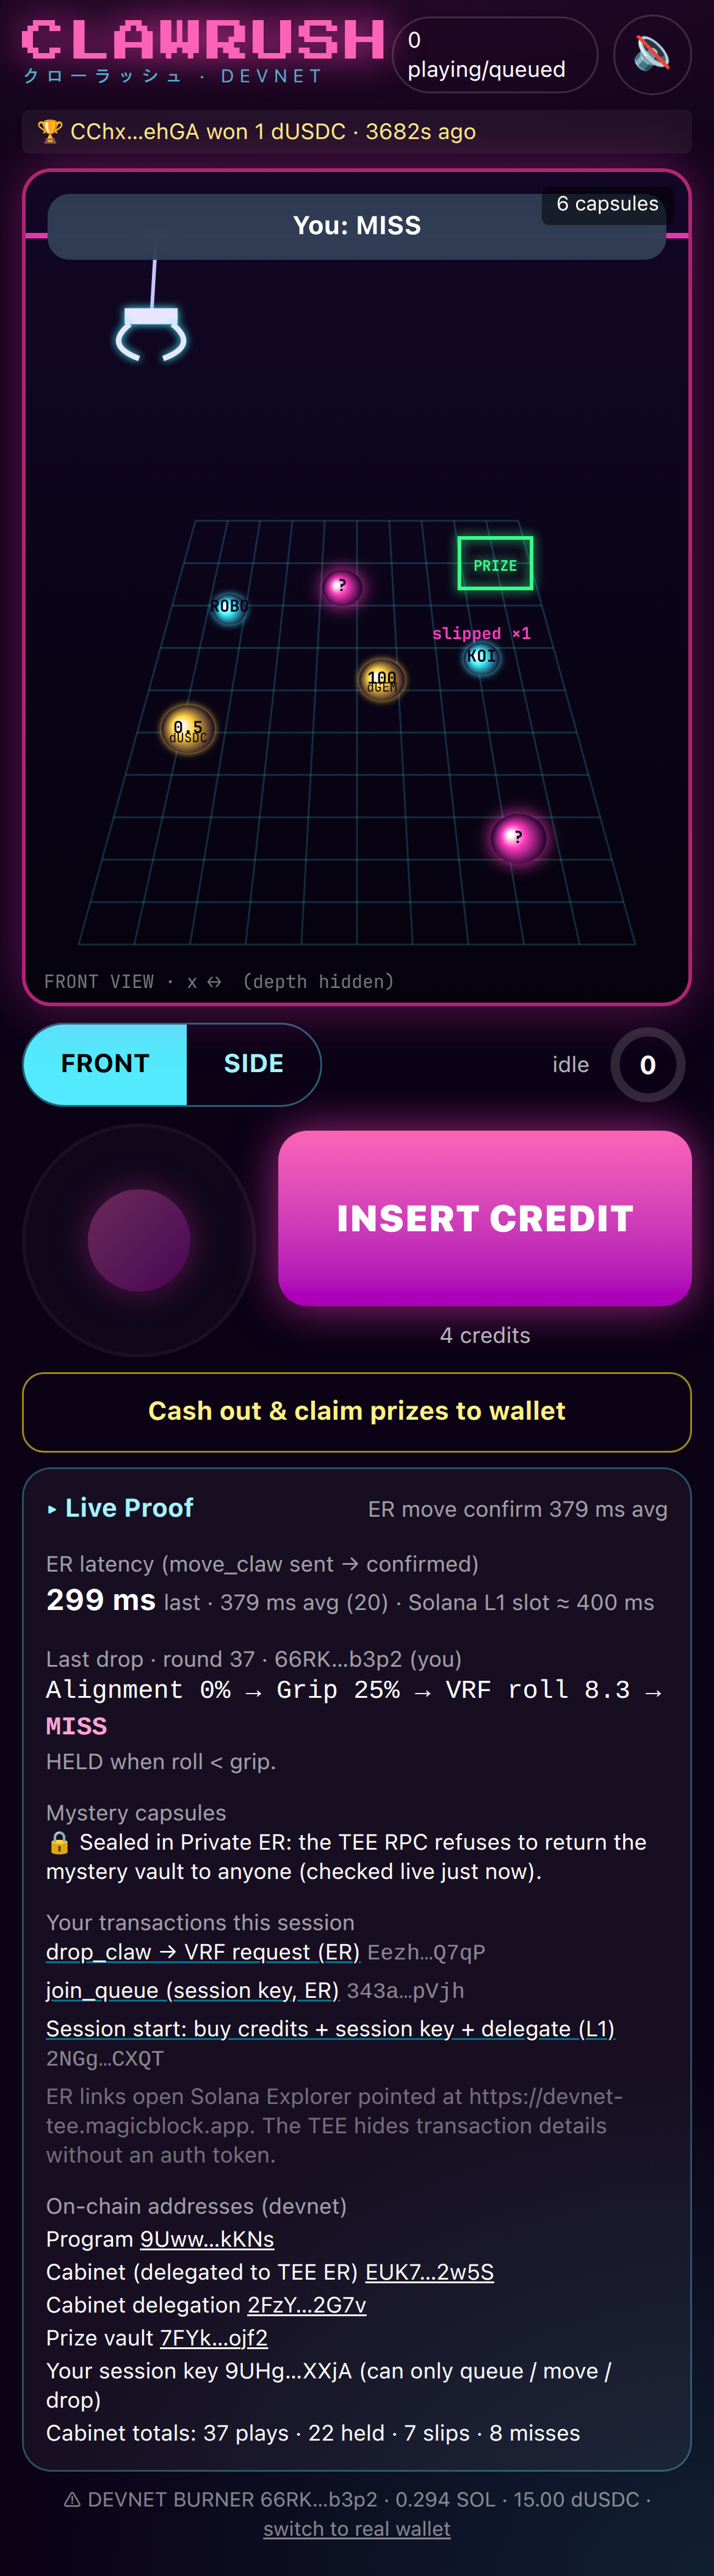 CLAWRUSH
クローラッシュ · DEVNET
0
playing/queued
🏆 CChx…ehGA won 1 dUSDC · 3682s ago
6 capsules
You: MISS
PRIZE
?
ROBO
slipped ×1
KOI
100
dGEM
0.5
dUSDC
?
FRONT VIEW · x ↔ (depth hidden)
FRONT
SIDE
idle
0
INSERT CREDIT
4 credits
Cash out & claim prizes to wallet
▸ Live Proof
ER move confirm 379 ms avg
ER latency (move_claw sent → confirmed)
299 ms last · 379 ms avg (20) · Solana L1 slot ≈ 400 ms
Last drop · round 37 · 66RK…b3p2 (you)
Alignment 0% → Grip 25% → VRF roll 8.3 →
MISS
HELD when roll < grip.
Mystery capsules
🔒 Sealed in Private ER: the TEE RPC refuses to return the
mystery vault to anyone (checked live just now).
Your transactions this session
drop_claw → VRF request (ER) Eezh…Q7qP
join_queue (session key, ER) 343a…pVjh
Session start: buy credits + session key + delegate (L1)
2NGg…CXQT
ER links open Solana Explorer pointed at https://devnet-
tee.magicblock.app. The TEE hides transaction details
without an auth token.
On-chain addresses (devnet)
Program 9Uww…kKNs
Cabinet (delegated to TEE ER) EUK7…2w5S
Cabinet delegation 2FzY…2G7v
Prize vault 7FYk…ojf2
Your session key 9UHg…XXjA (can only queue / move /
drop)
Cabinet totals: 37 plays · 22 held · 7 slips · 8 misses
⚠ DEVNET BURNER 66RK…b3p2 · 0.294 SOL · 15.00 dUSDC ·
switch to real wallet